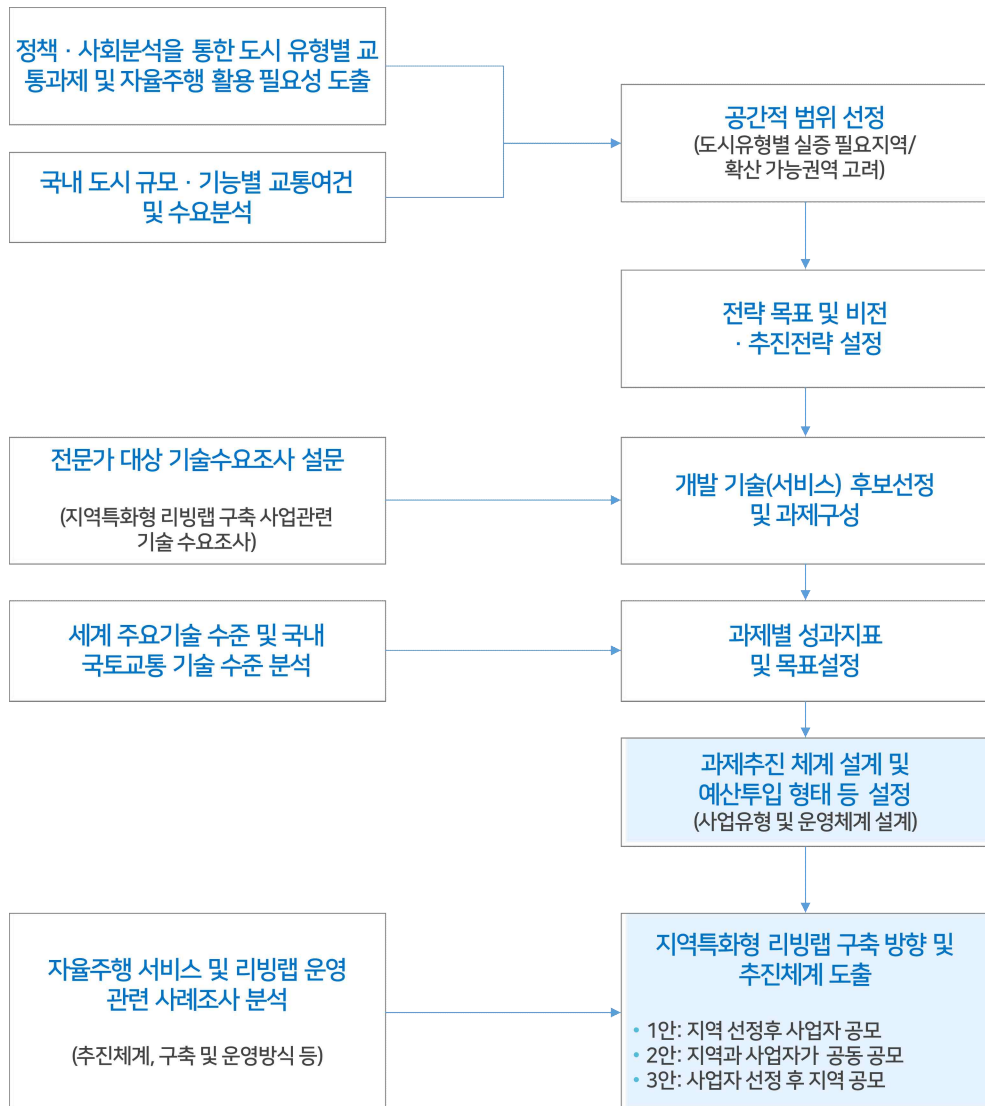 정책 · 사회분석을 통한 도시 유형별 교
통과제 및 자율주행 활용 필요성 도출
국내 도시 규모 · 기능별 교통여건
및 수요분석
공간적 범위 선정
(도시유형별 실증 필요지역/
확산 가능권역 고려)
전략 목표 및 비전
· 추진전략 설정
전문가 대상 기술수요조사 설문
(지역특화형 리빙랩 구축 사업관련
기술 수요조사)
개발 기술(서비스) 후보선정
및 과제구성
세계 주요기술 수준 및 국내
국토교통 기술 수준 분석
과제별 성과지표
및 목표설정
과제추진 체계 설계 및
예산투입 형태 등 설정
(사업유형 및 운영체계 설계)
자율주행 서비스 및 리빙랩 운영
관련 사례조사 분석
(추진체계, 구축 및 운영방식 등)
지역특화형 리빙랩 구축 방향 및
추진체계 도출
• 1안: 지역 선정후 사업자 공모
• 2안: 지역과 사업자가 공동 공모
• 3안: 사업자 선정 후 지역 공모